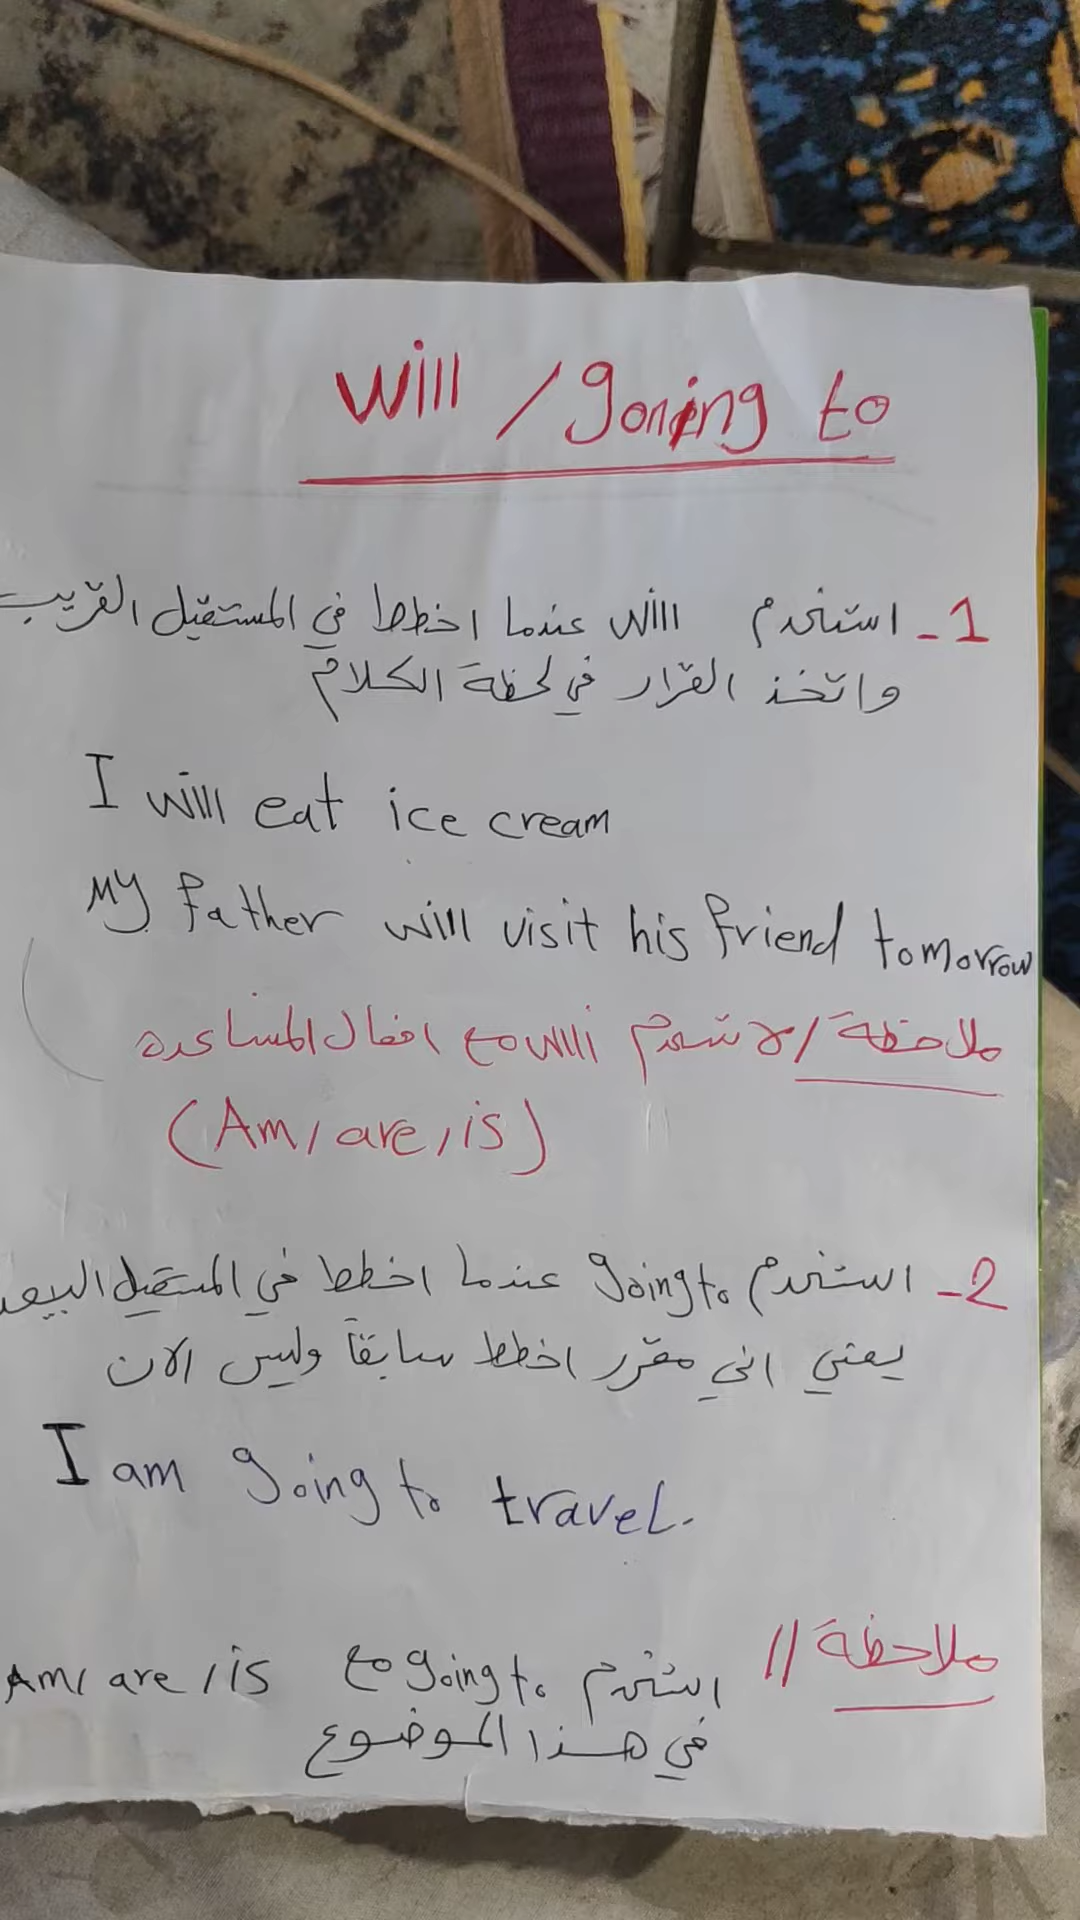 will / going to
1- استخدم will عندما اخطط في المستقبل القريب
واتخذ القرار في لحظة الكلام
I will eat ice cream
My father will visit his friend tomorrow
ملاحظة/ لا تستخدم will مع افعال المساعدة
(Am, are, is)
2- استخدم going to عندما اخطط في المستقبل البعيد
يعني اني مقرر اخطط سابقاً وليس الان
I am going to travel.
ملاحظة // استخدم going to مع Am, are, is
في هذا الموضوع